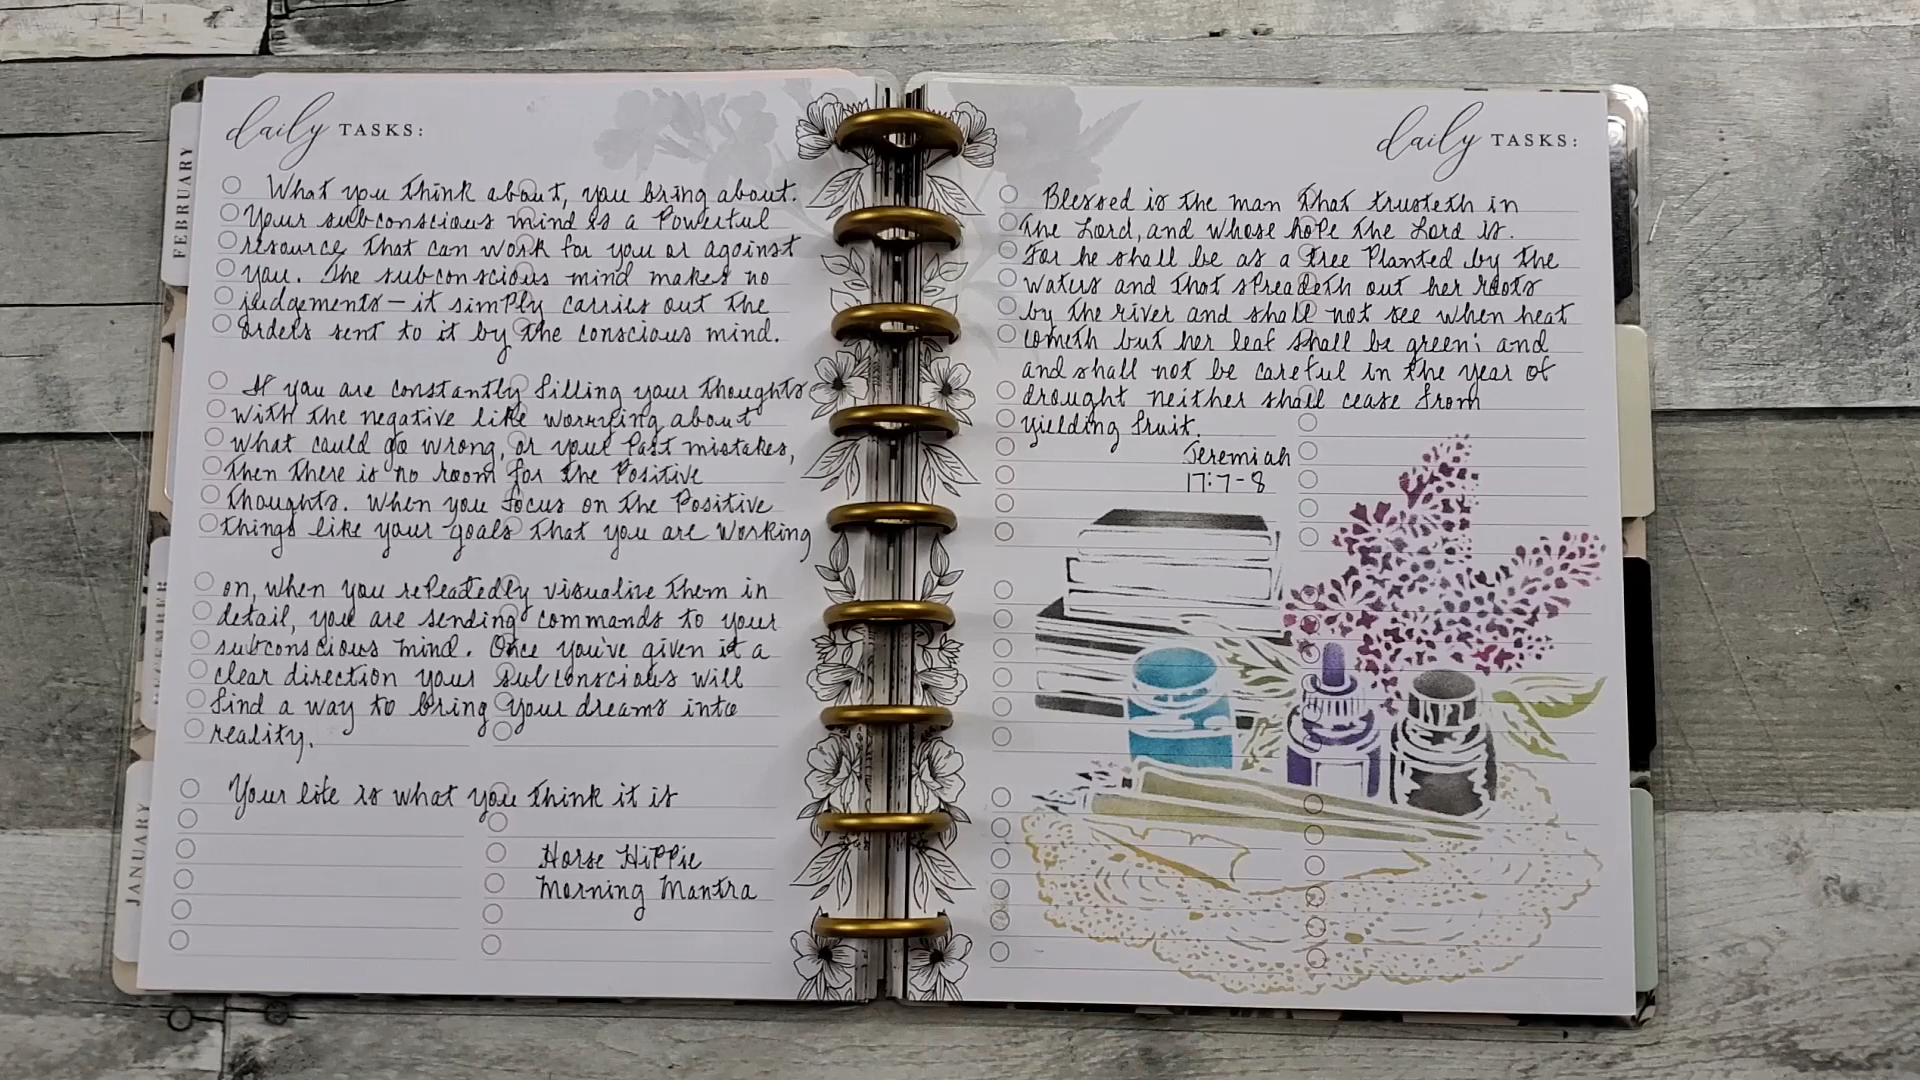 daily TASKS:
What you think about, you bring about.
Your subconscious mind is a Powerful
resource that can work for you or against
you. The subconscious mind makes no
judgements — it simply carries out the
orders sent to it by the conscious mind.
If you are constantly filling your thoughts
with the negative like worrying about
what could go wrong, or your Past mistakes,
then there is no room for the Positive
thoughts. When you focus on the Positive
things like your goals that you are working
on, when you repeatedly visualize them in
detail, you are sending commands to your
subconscious mind. Once you've given it a
clear direction your subconscious will
find a way to bring your dreams into
reality.
Your life is what you think it is
Horse Hippie
Morning Mantra
FEBRUARY
JANUARY
daily TASKS:
Blessed is the man that trusteth in
the Lord, and whose hope the Lord is.
For he shall be as a tree Planted by the
waters and that spreadeth out her roots
by the river and shall not see when heat
cometh but her leaf shall be green; and
and shall not be careful in the year of
drought neither shall cease from
yielding fruit.
Jeremiah
17:7-8